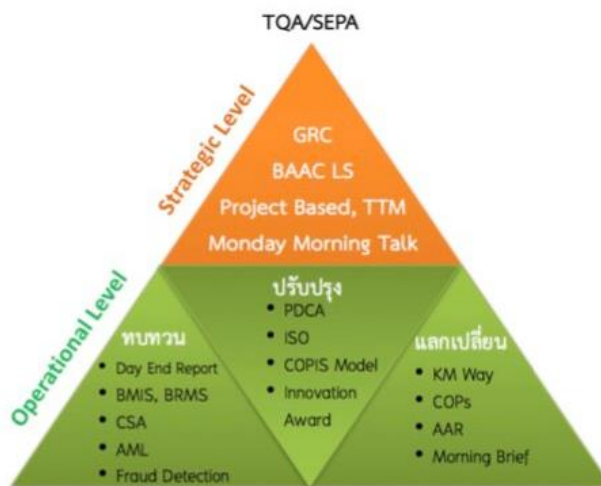 TQA/SEPA
Strategic Level
GRC
BAAC LS
Project Based, TTM
Monday Morning Talk
Operational Level
ทบทวน
• Day End Report
• BMIS, BRMS
• CSA
• AML
• Fraud Detection
ปรับปรุง
• PDCA
• ISO
• COPIS Model
• Innovation
Award
แลกเปลี่ยน
• KM Way
• COPs
• AAR
• Morning Brief